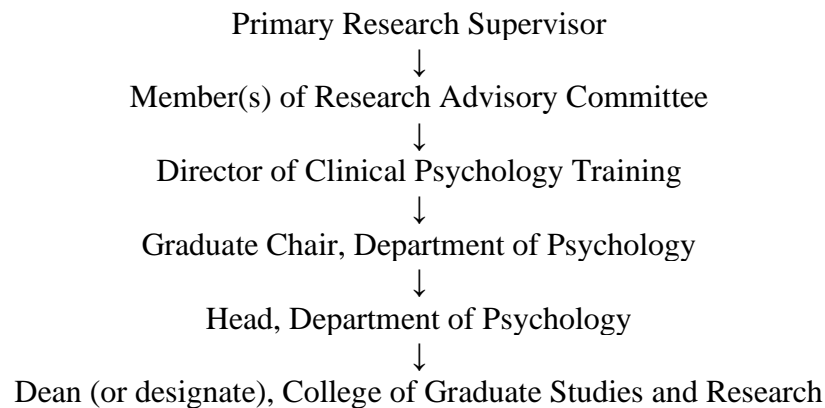 Primary Research Supervisor
↓
Member(s) of Research Advisory Committee
↓
Director of Clinical Psychology Training
↓
Graduate Chair, Department of Psychology
↓
Head, Department of Psychology
↓
Dean (or designate), College of Graduate Studies and Research